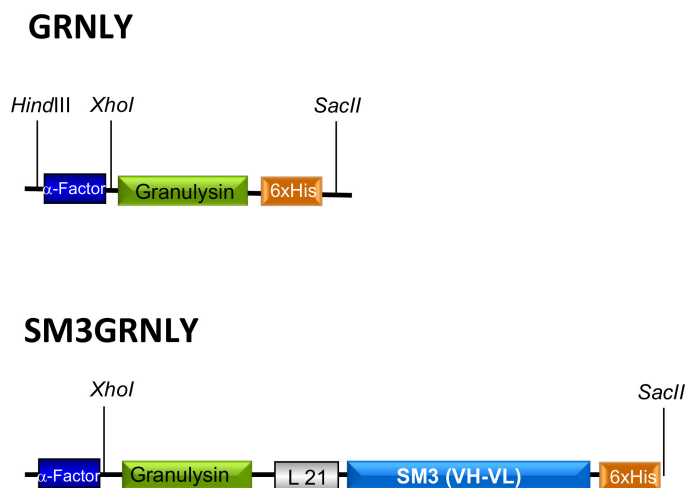 GRNLY
HindIII XhoI SacII
α-Factor Granulysin 6xHis
SM3GRNLY
XhoI SacII
α-Factor Granulysin L 21 SM3 (VH-VL) 6xHis